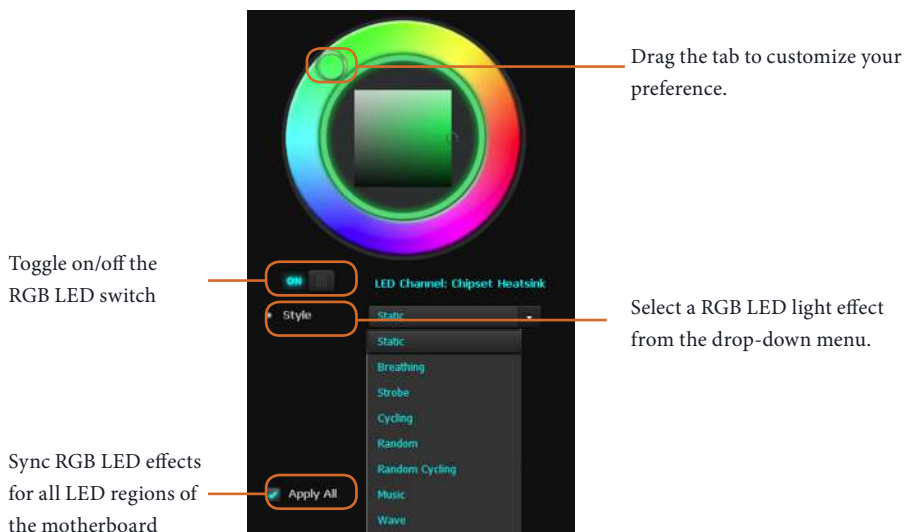 Drag the tab to customize your
preference.
Toggle on/off the
RGB LED switch
ON
LED Channel: Chipset Heatsink
Style
Static
Select a RGB LED light effect
from the drop-down menu.
Static
Breathing
Strobe
Cycling
Random
Random Cycling
Music
Wave
Sync RGB LED effects
for all LED regions of
the motherboard
Apply All